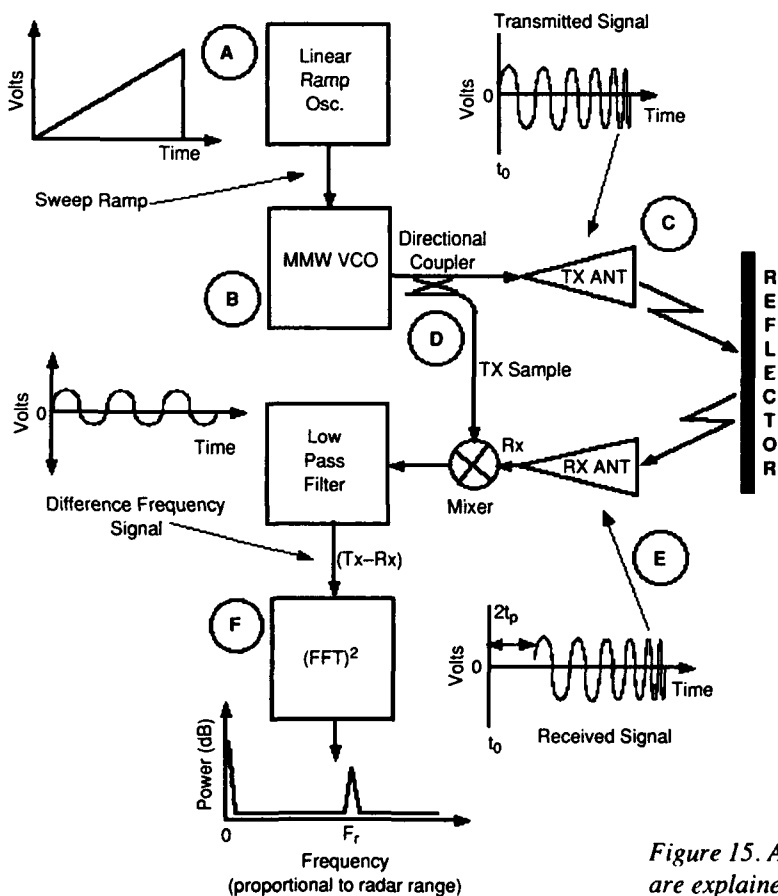 Volts
Time
A
Linear
Ramp
Osc.
Sweep Ramp
Transmitted Signal
Volts
0
Time
t₀
MMW VCO
B
Directional
Coupler
C
TX ANT
D
TX Sample
REFLECTOR
Volts
0
Time
Low
Pass
Filter
Rx
RX ANT
Mixer
Difference Frequency
Signal
(Tx–Rx)
E
F
(FFT)²
2tₚ
Volts
0
Time
t₀
Received Signal
Power (dB)
0
Fᵣ
Frequency
(proportional to radar range)
Figure 15. A
are explaine